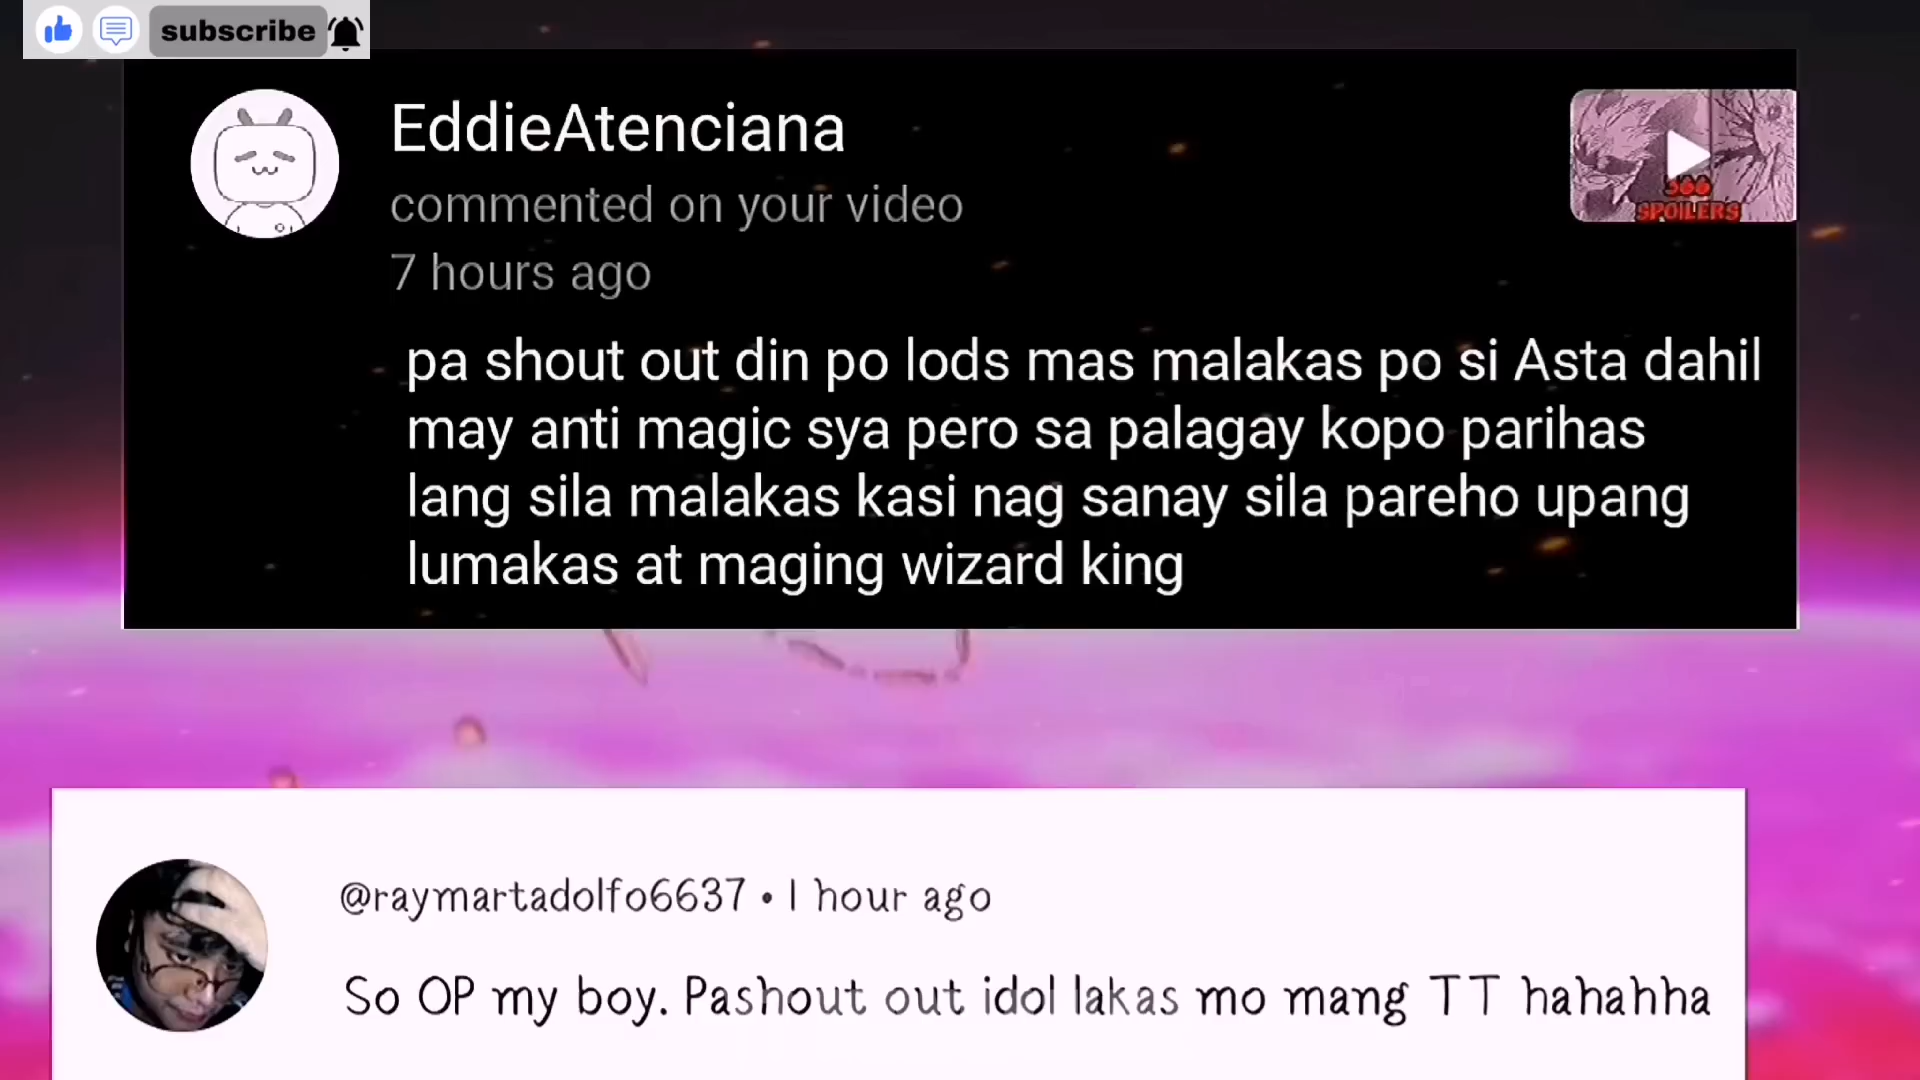 subscribe
EddieAtenciana
commented on your video
7 hours ago
366
SPOILERS
pa shout out din po lods mas malakas po si Asta dahil
may anti magic sya pero sa palagay kopo parihas
lang sila malakas kasi nag sanay sila pareho upang
lumakas at maging wizard king
@raymartadolfo6637 • 1 hour ago
So OP my boy. Pashout out idol lakas mo mang TT hahahha